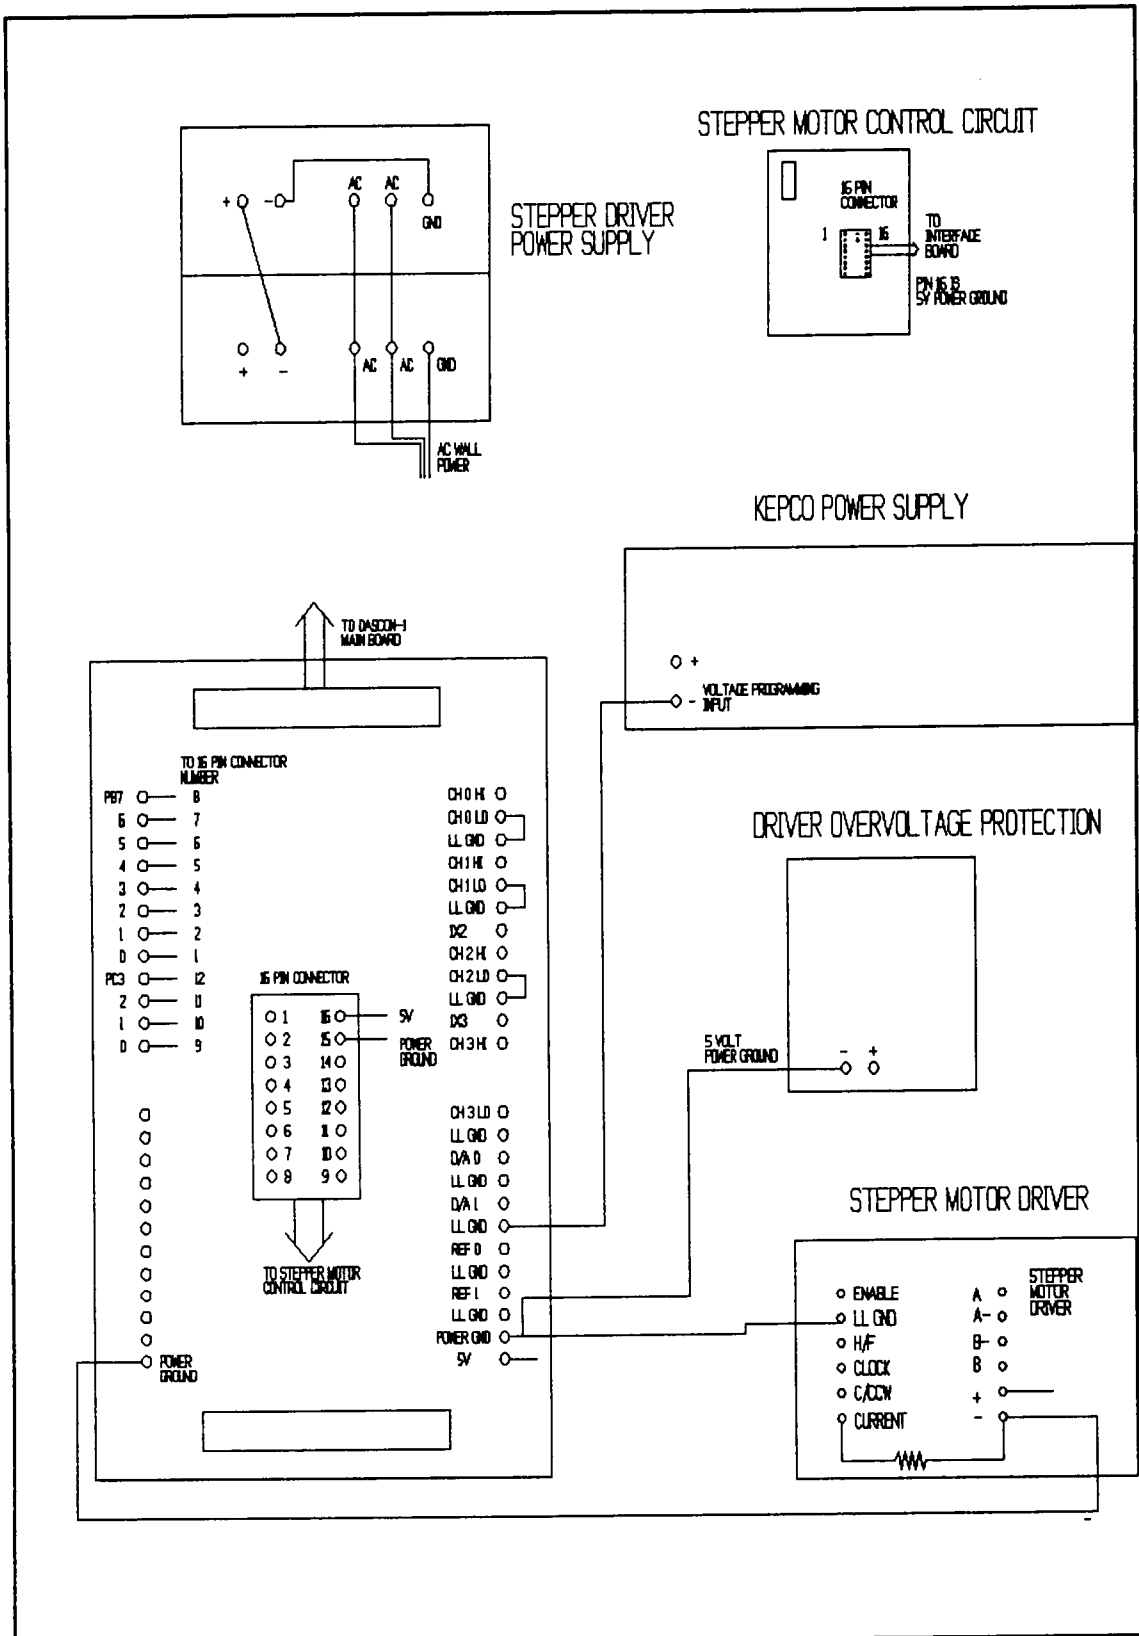 STEPPER MOTOR CONTROL CIRCUIT
16 PIN
CONNECTOR
1 16
TO
INTERFACE
BOARD
PIN 16 IS
5V POWER GROUND
+ - AC AC
GND
STEPPER DRIVER
POWER SUPPLY
AC AC GND
+ -
AC WALL
POWER
KEPCO POWER SUPPLY
+
- VOLTAGE PROGRAMMING
INPUT
TO DASCON-1
MAIN BOARD
TO 16 PIN CONNECTOR
NUMBER
PB7 8
6 7
5 6
4 5
3 4
2 3
1 2
0 1
PC3 12
2 11
1 10
0 9
16 PIN CONNECTOR
1 16 5V
2 15 POWER
GROUND
3 14
4 13
5 12
6 11
7 10
8 9
TO STEPPER MOTOR
CONTROL CIRCUIT
CH 0 HI
CH 0 LO
LL GND
CH 1 HI
CH 1 LO
LL GND
IX2
CH 2 HI
CH 2 LO
LL GND
IX3
CH 3 HI
CH 3 LO
LL GND
D/A 0
LL GND
D/A 1
LL GND
REF 0
LL GND
REF 1
LL GND
POWER GND
5V
POWER
GROUND
DRIVER OVERVOLTAGE PROTECTION
5 VOLT
POWER GROUND
- +
STEPPER MOTOR DRIVER
ENABLE A
LL GND A-
H/F B-
CLOCK B
C/CCW +
CURRENT -
STEPPER
MOTOR
DRIVER